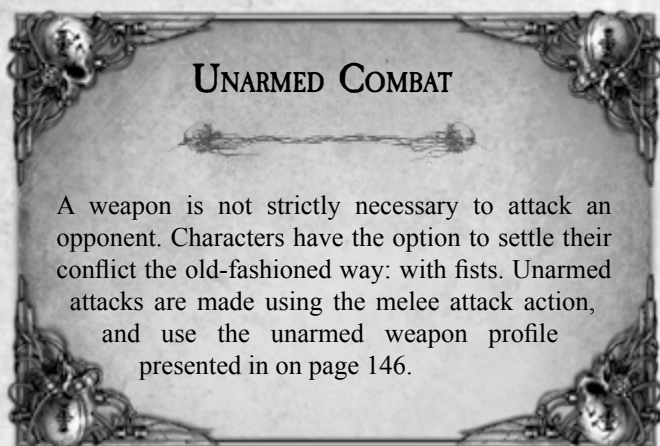 Unarmed Combat
A weapon is not strictly necessary to attack an
opponent. Characters have the option to settle their
conflict the old-fashioned way: with fists. Unarmed
attacks are made using the melee attack action,
and use the unarmed weapon profile
presented in on page 146.